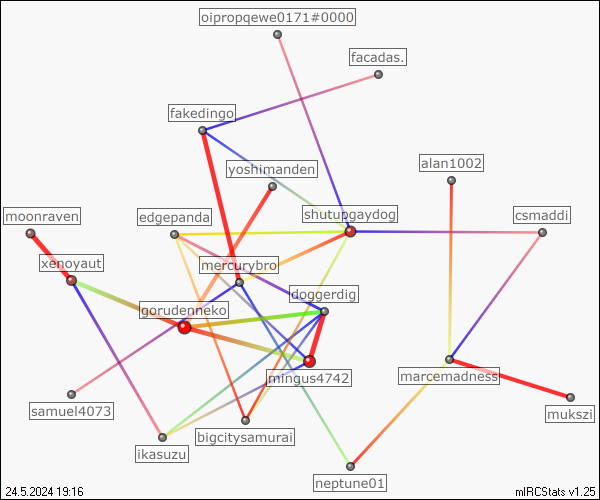 oipropqewe0171#0000
facadas.
fakedingo
alan1002
yoshimanden
moonraven
edgepanda
shutupgaydog
csmaddi
xenoyaut
mercurybro
doggerdig
gorudenneko
mingus4742
marcemadness
samuel4073
mukszi
bigcitysamurai
ikasuzu
neptune01
24.5.2024 19:16
mIRCStats v1.25